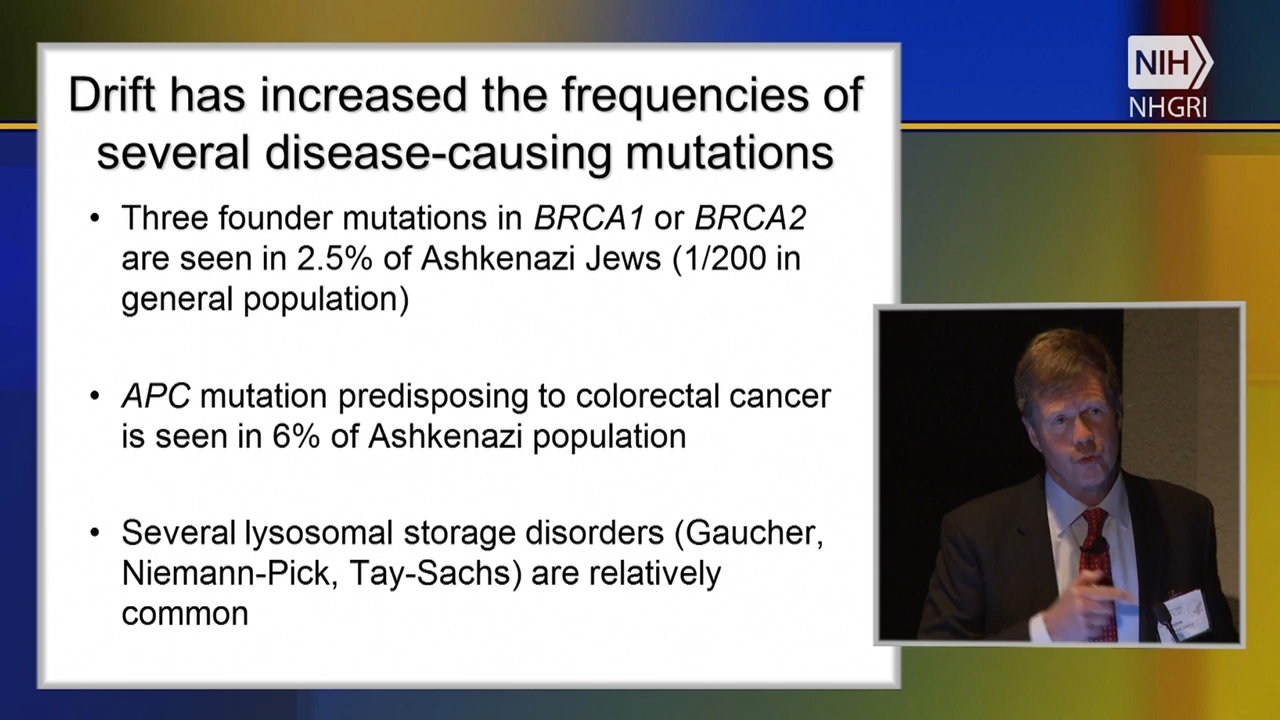 Drift has increased the frequencies of
several disease-causing mutations
• Three founder mutations in BRCA1 or BRCA2
are seen in 2.5% of Ashkenazi Jews (1/200 in
general population)
• APC mutation predisposing to colorectal cancer
is seen in 6% of Ashkenazi population
• Several lysosomal storage disorders (Gaucher,
Niemann-Pick, Tay-Sachs) are relatively
common
NIH
NHGRI